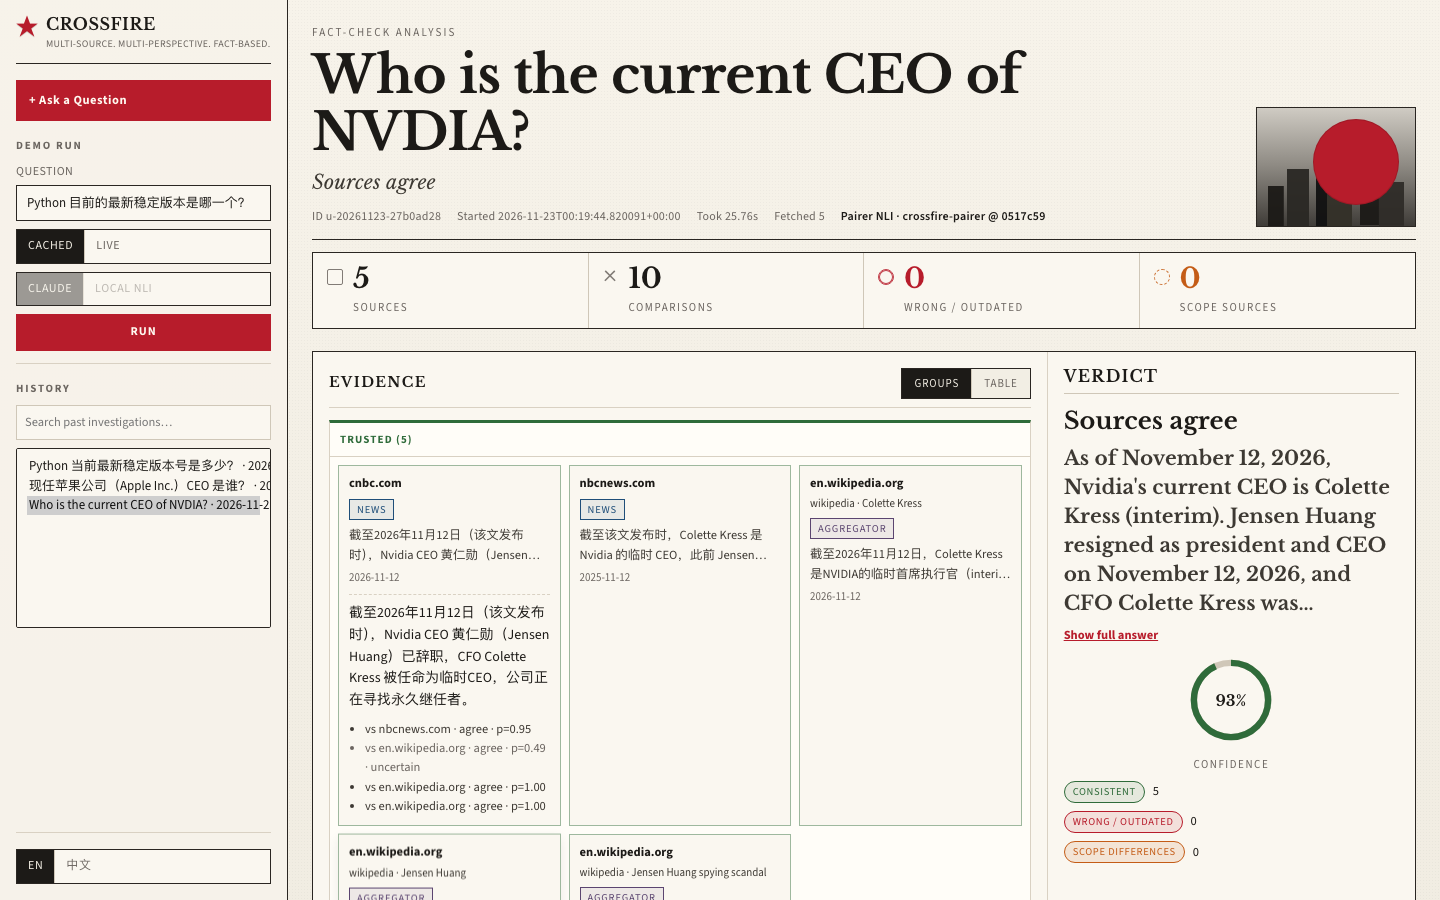 CROSSFIRE
MULTI-SOURCE. MULTI-PERSPECTIVE. FACT-BASED.
+ Ask a Question
DEMO RUN
QUESTION
Python 目前的最新稳定版本是哪一个?
CACHED LIVE
CLAUDE LOCAL NLI
RUN
HISTORY
Search past investigations…
Python 当前最新稳定版本号是多少? · 2026
现任苹果公司（Apple Inc.）CEO 是谁? · 20
Who is the current CEO of NVDIA? · 2026-11-2
EN 中文
FACT-CHECK ANALYSIS
Who is the current CEO of
NVDIA?
Sources agree
ID u-20261123-27b0ad28 Started 2026-11-23T00:19:44.820091+00:00 Took 25.76s Fetched 5 Pairer NLI · crossfire-pairer @ 0517c59
5
SOURCES
10
COMPARISONS
0
WRONG / OUTDATED
0
SCOPE SOURCES
EVIDENCE
GROUPS TABLE
TRUSTED (5)
cnbc.com
NEWS
截至2026年11月12日（该文发布
时），Nvidia CEO 黄仁勋（Jensen…
2026-11-12
截至2026年11月12日（该文发布
时），Nvidia CEO 黄仁勋（Jensen
Huang）已辞职，CFO Colette
Kress 被任命为临时CEO，公司正
在寻找永久继任者。
vs nbcnews.com · agree · p=0.95
vs en.wikipedia.org · agree · p=0.49
· uncertain
vs en.wikipedia.org · agree · p=1.00
vs en.wikipedia.org · agree · p=1.00
nbcnews.com
NEWS
截至该文发布时，Colette Kress 是
Nvidia 的临时 CEO，此前 Jensen…
2025-11-12
en.wikipedia.org
wikipedia · Colette Kress
AGGREGATOR
截至2026年11月12日，Colette Kress
是NVIDIA的临时首席执行官（interi…
2026-11-12
en.wikipedia.org
wikipedia · Jensen Huang
AGGREGATOR
en.wikipedia.org
wikipedia · Jensen Huang spying scandal
AGGREGATOR
VERDICT
Sources agree
As of November 12, 2026,
Nvidia's current CEO is Colette
Kress (interim). Jensen Huang
resigned as president and CEO
on November 12, 2026, and
CFO Colette Kress was…
Show full answer
93%
CONFIDENCE
CONSISTENT 5
WRONG / OUTDATED 0
SCOPE DIFFERENCES 0